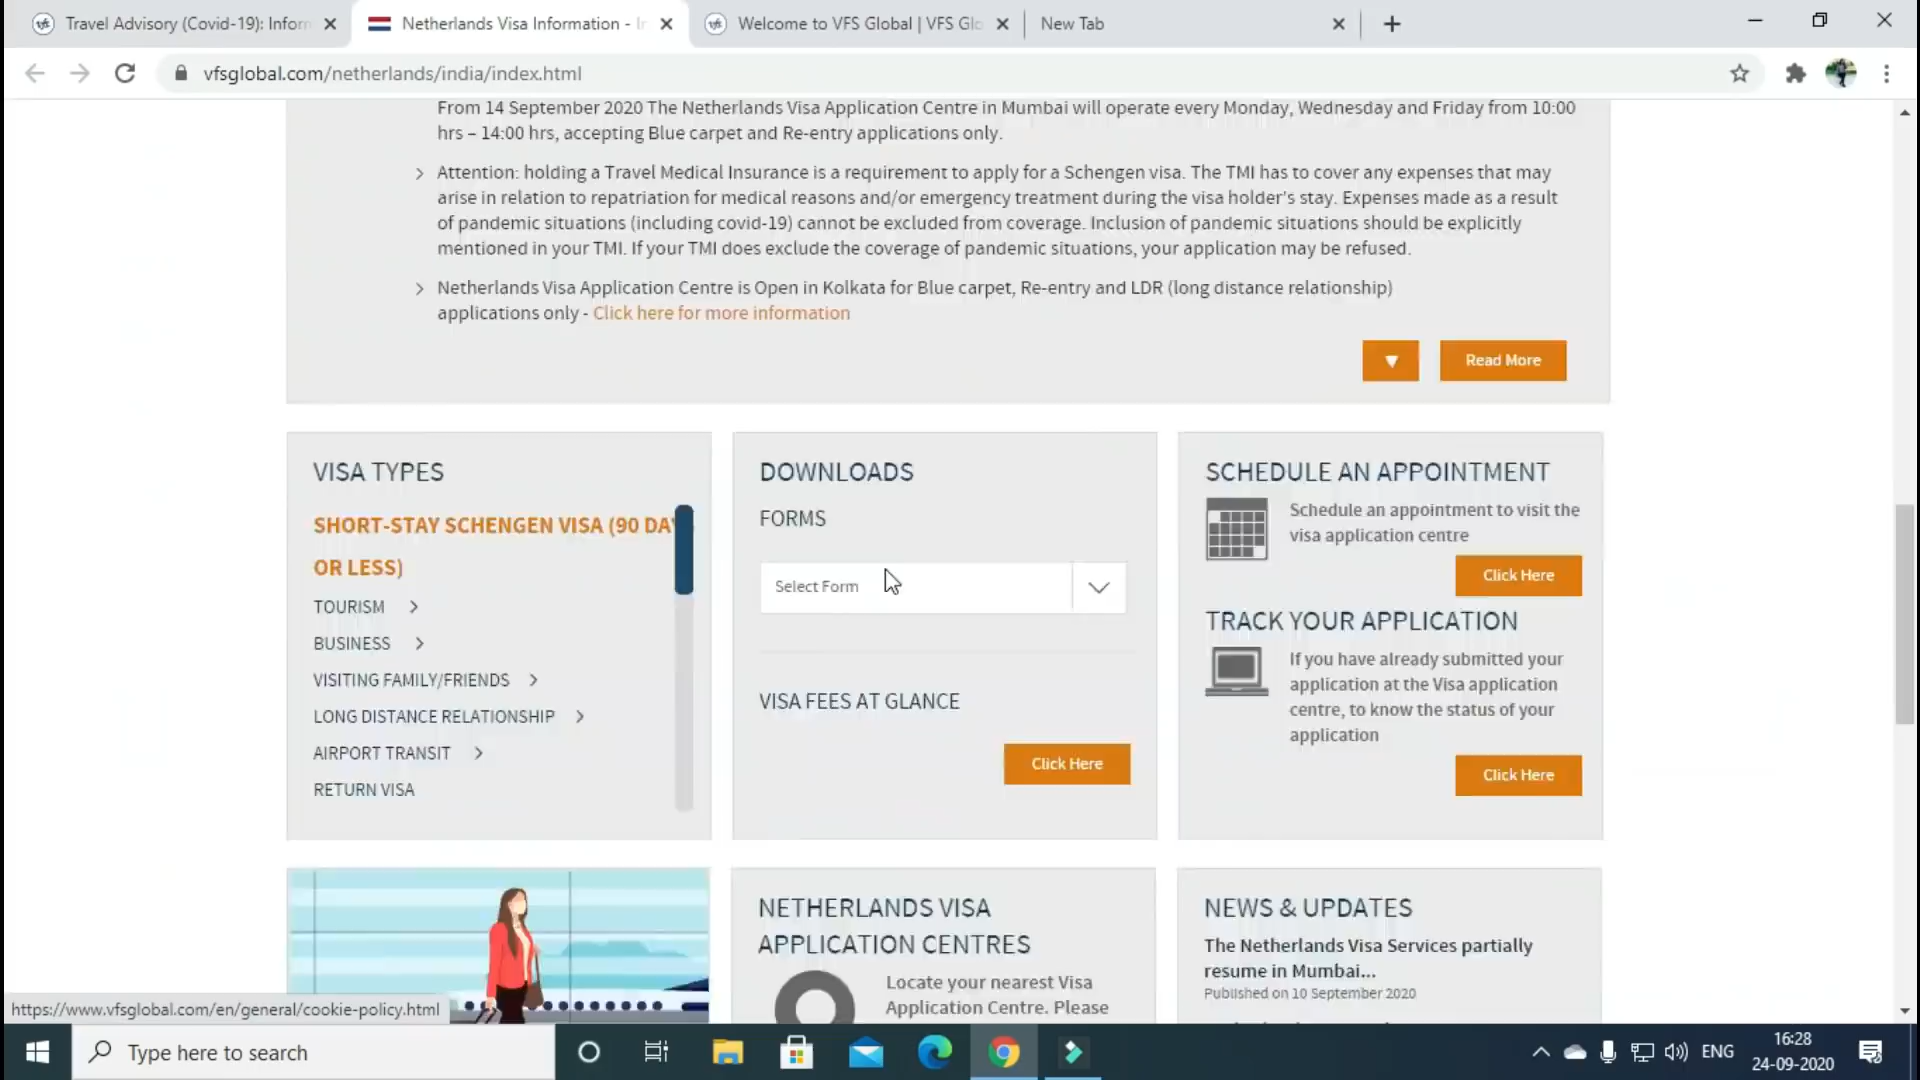 Travel Advisory (Covid-19): Inform
Netherlands Visa Information - In
Welcome to VFS Global | VFS Glo
New Tab
vfsglobal.com/netherlands/india/index.html
From 14 September 2020 The Netherlands Visa Application Centre in Mumbai will operate every Monday, Wednesday and Friday from 10:00
hrs – 14:00 hrs, accepting Blue carpet and Re-entry applications only.
Attention: holding a Travel Medical Insurance is a requirement to apply for a Schengen visa. The TMI has to cover any expenses that may
arise in relation to repatriation for medical reasons and/or emergency treatment during the visa holder's stay. Expenses made as a result
of pandemic situations (including covid-19) cannot be excluded from coverage. Inclusion of pandemic situations should be explicitly
mentioned in your TMI. If your TMI does exclude the coverage of pandemic situations, your application may be refused.
Netherlands Visa Application Centre is Open in Kolkata for Blue carpet, Re-entry and LDR (long distance relationship)
applications only - Click here for more information
Read More
VISA TYPES
SHORT-STAY SCHENGEN VISA (90 DAY
OR LESS)
TOURISM
BUSINESS
VISITING FAMILY/FRIENDS
LONG DISTANCE RELATIONSHIP
AIRPORT TRANSIT
RETURN VISA
DOWNLOADS
FORMS
Select Form
VISA FEES AT GLANCE
Click Here
SCHEDULE AN APPOINTMENT
Schedule an appointment to visit the
visa application centre
Click Here
TRACK YOUR APPLICATION
If you have already submitted your
application at the Visa application
centre, to know the status of your
application
Click Here
NETHERLANDS VISA
APPLICATION CENTRES
Locate your nearest Visa
Application Centre. Please
NEWS & UPDATES
The Netherlands Visa Services partially
resume in Mumbai...
Published on 10 September 2020
https://www.vfsglobal.com/en/general/cookie-policy.html
Type here to search
ENG
16:28
24-09-2020